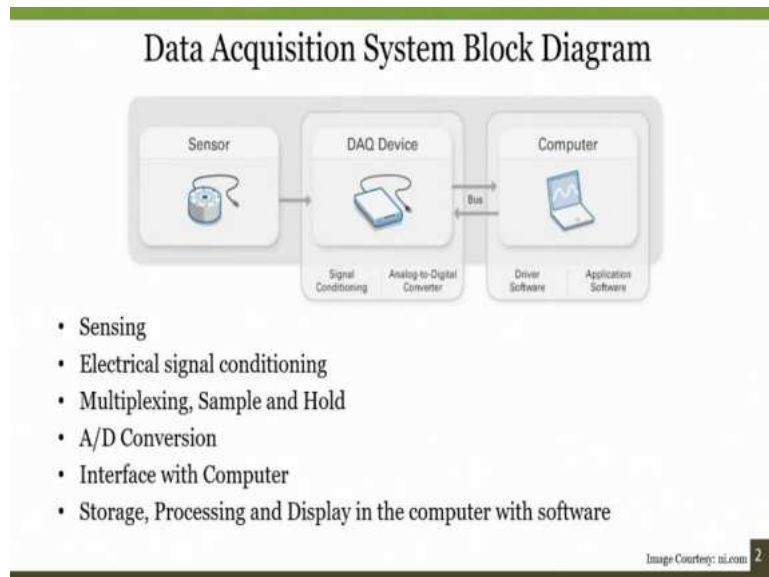 Data Acquisition System Block Diagram
Sensor
DAQ Device
Computer
Bus
Signal
Conditioning
Analog-to-Digital
Converter
Driver
Software
Application
Software
• Sensing
• Electrical signal conditioning
• Multiplexing, Sample and Hold
• A/D Conversion
• Interface with Computer
• Storage, Processing and Display in the computer with software
Image Courtesy: ni.com 2